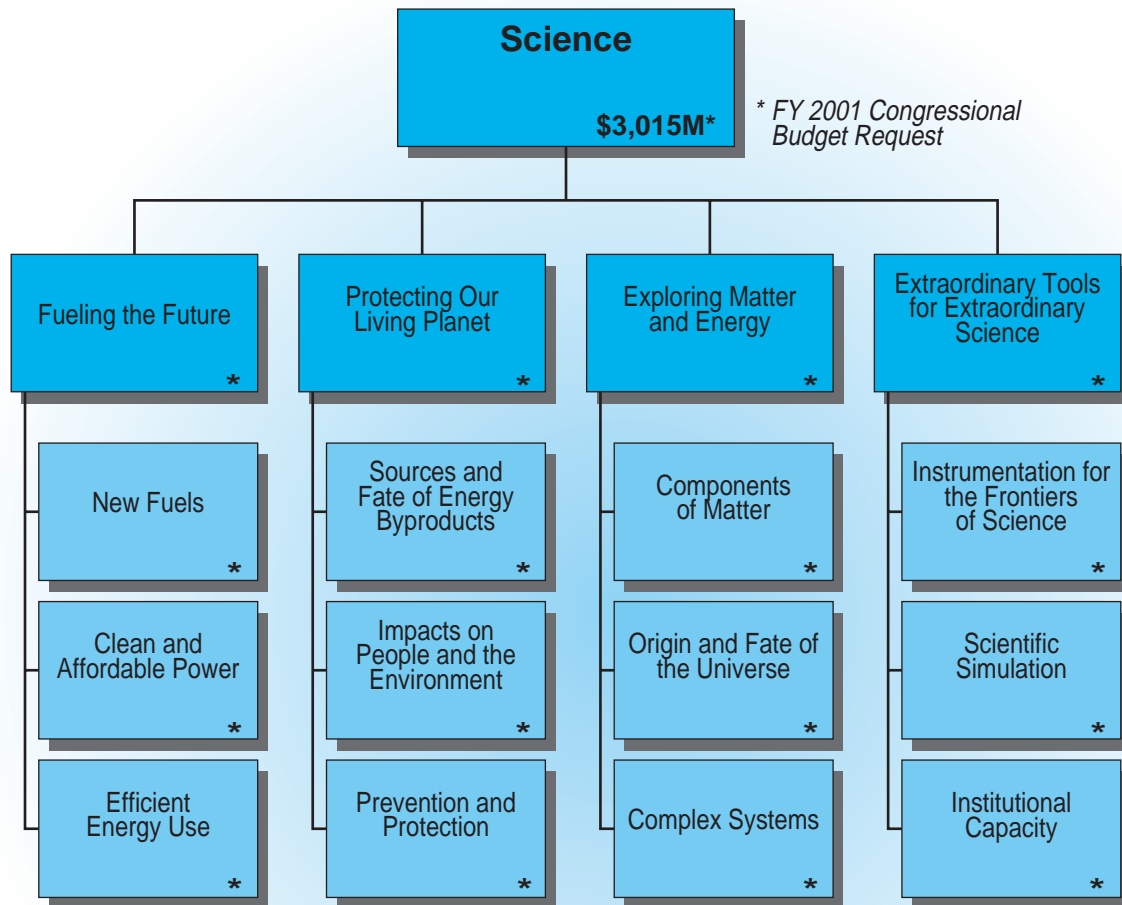 Science
$3,015M*
* FY 2001 Congressional
Budget Request
Fueling the Future
*
Protecting Our
Living Planet
*
Exploring Matter
and Energy
*
Extraordinary Tools
for Extraordinary
Science
*
New Fuels
*
Sources and
Fate of Energy
Byproducts
*
Components
of Matter
*
Instrumentation for
the Frontiers
of Science
*
Clean and
Affordable Power
*
Impacts on
People and the
Environment
*
Origin and Fate of
the Universe
*
Scientific
Simulation
*
Efficient
Energy Use
*
Prevention and
Protection
*
Complex Systems
*
Institutional
Capacity
*